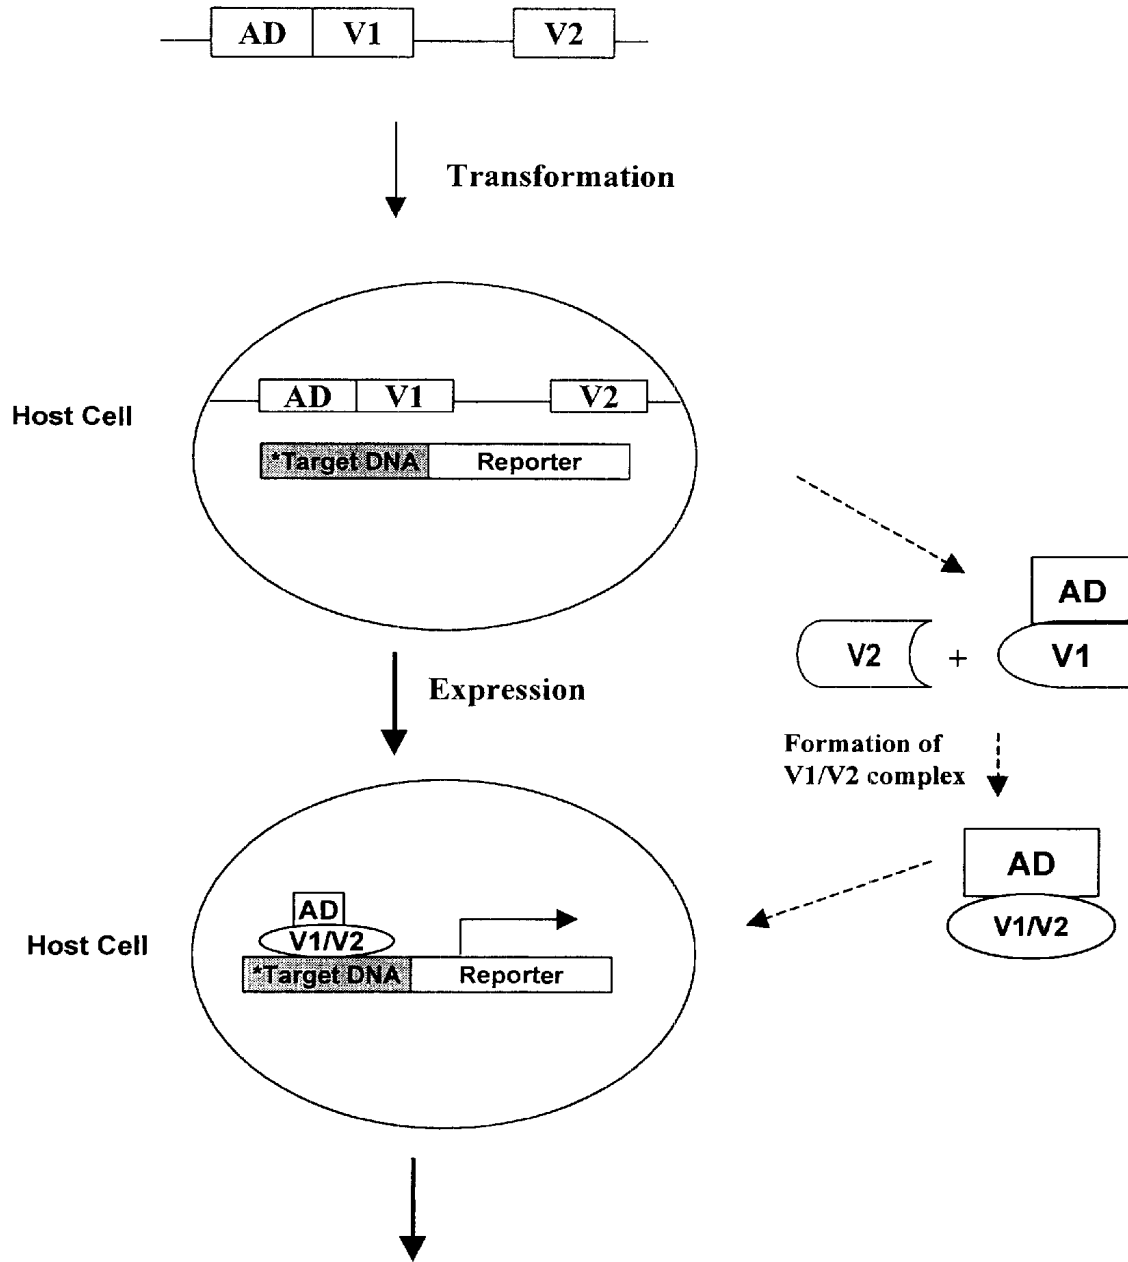 AD V1 V2
Transformation
Host Cell
AD V1 V2
*Target DNA Reporter
AD
V2 + V1
Expression
Formation of
V1/V2 complex
AD
V1/V2
Host Cell
AD
V1/V2
*Target DNA Reporter